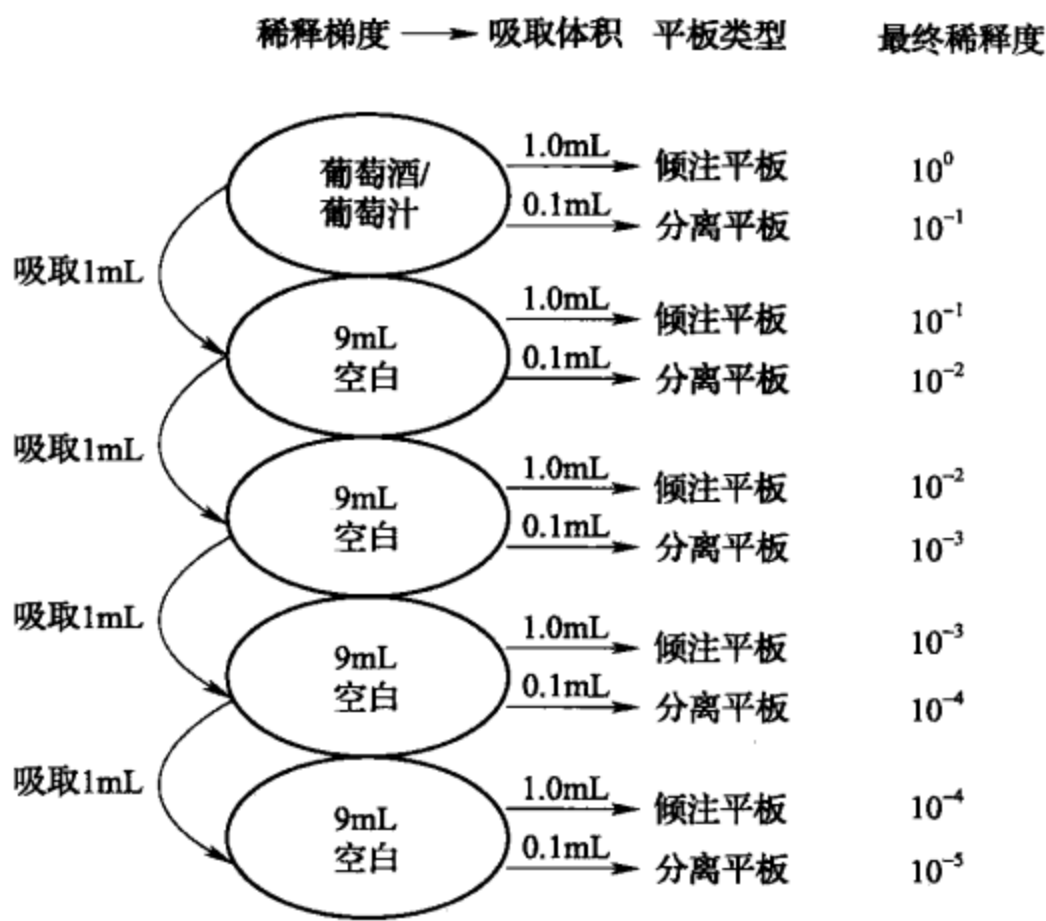 稀释梯度 → 吸取体积 平板类型 最终稀释度
葡萄酒/
葡萄汁
1.0mL 倾注平板 10⁰
0.1mL 分离平板 10⁻¹
吸取1mL
9mL
空白
1.0mL 倾注平板 10⁻¹
0.1mL 分离平板 10⁻²
吸取1mL
9mL
空白
1.0mL 倾注平板 10⁻²
0.1mL 分离平板 10⁻³
吸取1mL
9mL
空白
1.0mL 倾注平板 10⁻³
0.1mL 分离平板 10⁻⁴
吸取1mL
9mL
空白
1.0mL 倾注平板 10⁻⁴
0.1mL 分离平板 10⁻⁵